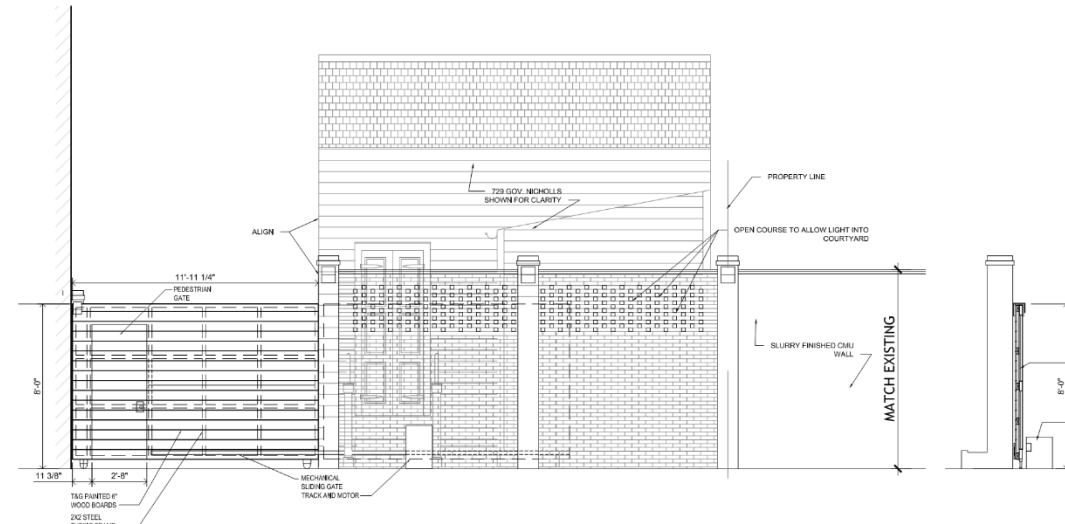 729 GOV. NICHOLLS
SHOWN FOR CLARITY
PROPERTY LINE
ALIGN
OPEN COURSE TO ALLOW LIGHT INTO
COURTYARD
11'-11 1/4"
PEDESTRIAN
GATE
SLURRY FINISHED CMU
WALL
MATCH EXISTING
8'-0"
8'-0"
11 3/8"
2'-8"
MECHANICAL
SLIDING GATE
TRACK AND MOTOR
T&G PAINTED 6"
WOOD BOARDS
2X2 STEEL